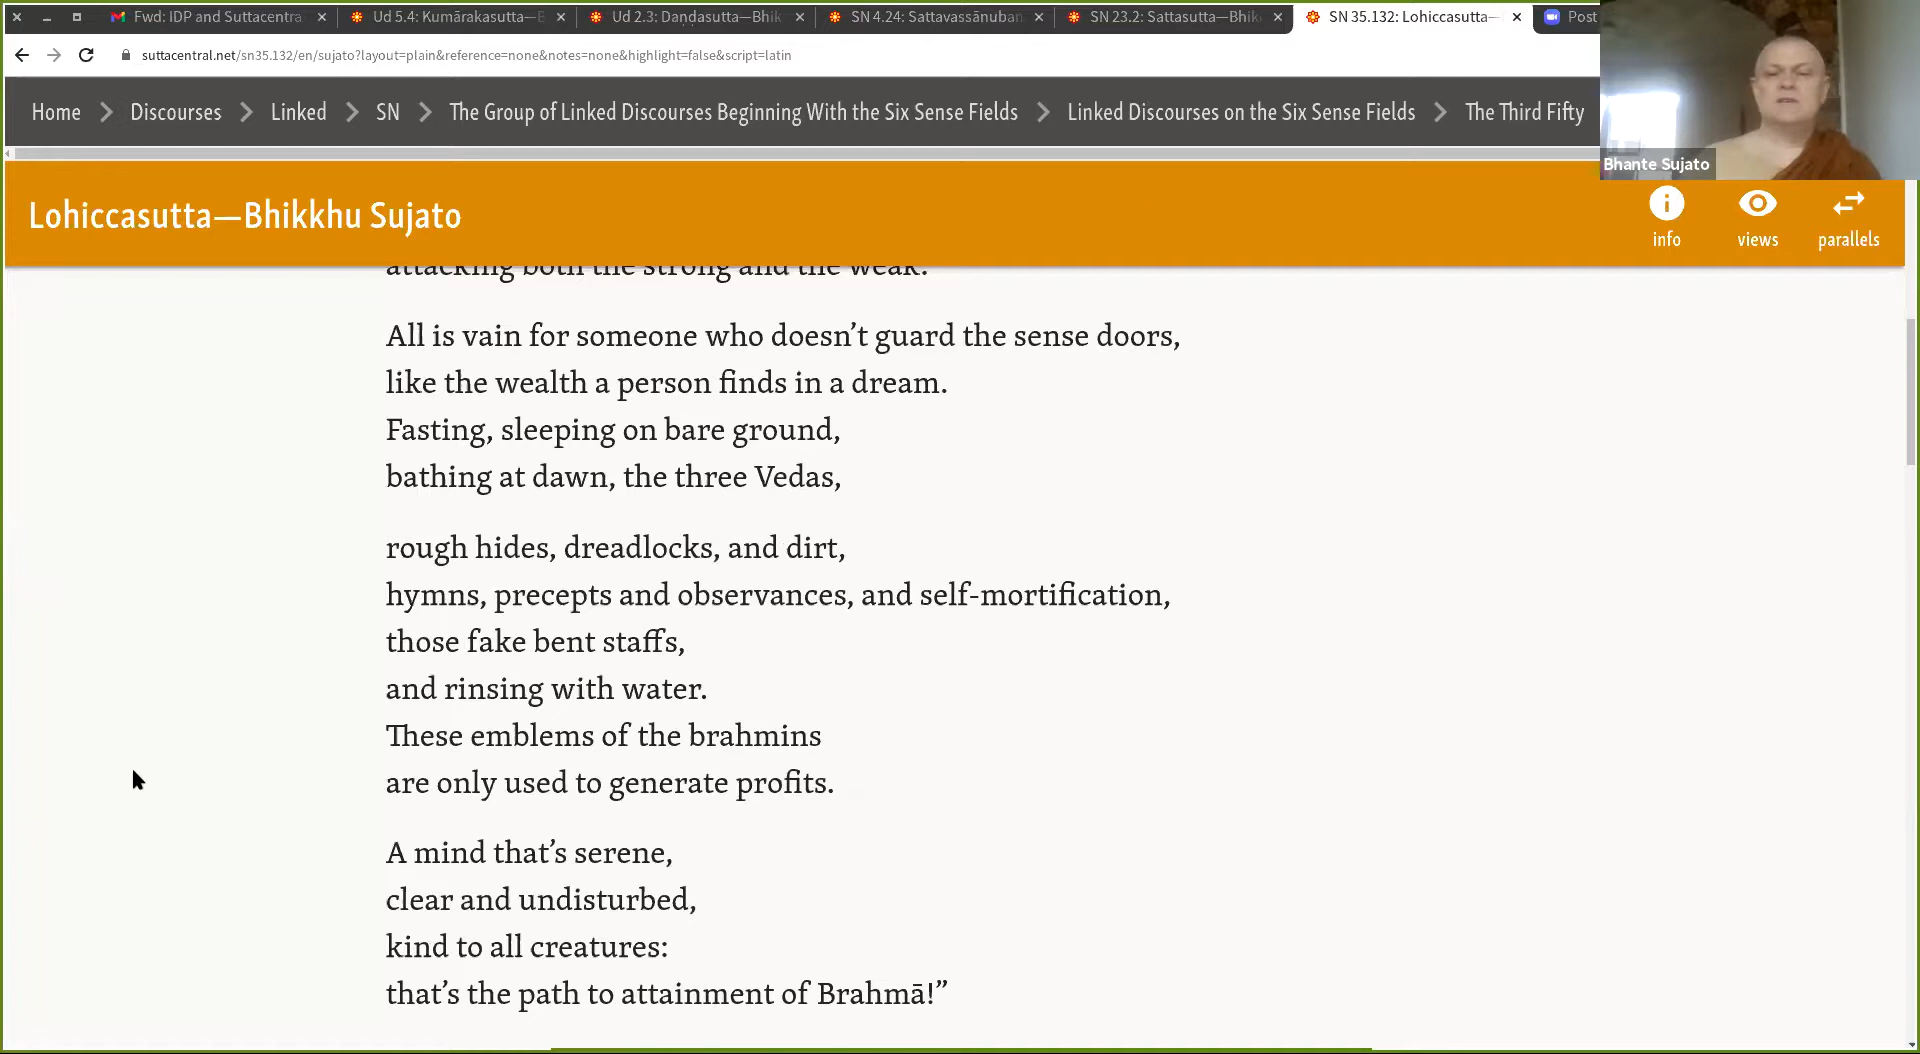 Fwd: IDP and Suttacentra
Ud 5.4: Kumārakasutta—B
Ud 2.3: Daṇḍasutta—Bhik
SN 4.24: Sattavassānuban
SN 23.2: Sattasutta—Bhik
SN 35.132: Lohiccasutta—
Post
suttacentral.net/sn35.132/en/sujato?layout=plain&reference=none&notes=none&highlight=false&script=latin
Home > Discourses > Linked > SN > The Group of Linked Discourses Beginning With the Six Sense Fields > Linked Discourses on the Six Sense Fields > The Third Fifty
Bhante Sujato
Lohiccasutta—Bhikkhu Sujato
info
views
parallels
attacking both the strong and the weak.
All is vain for someone who doesn’t guard the sense doors,
like the wealth a person finds in a dream.
Fasting, sleeping on bare ground,
bathing at dawn, the three Vedas,
rough hides, dreadlocks, and dirt,
hymns, precepts and observances, and self-mortification,
those fake bent staffs,
and rinsing with water.
These emblems of the brahmins
are only used to generate profits.
A mind that’s serene,
clear and undisturbed,
kind to all creatures:
that’s the path to attainment of Brahmā!”